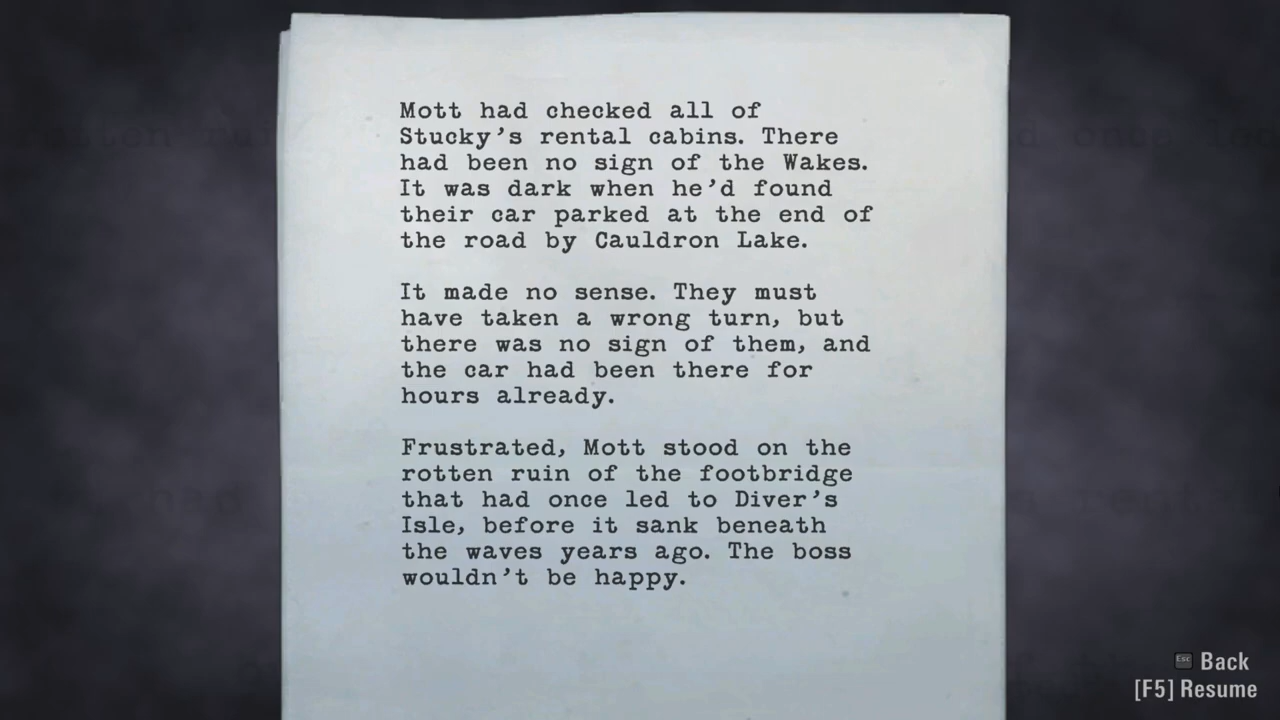 Mott had checked all of
Stucky's rental cabins. There
had been no sign of the Wakes.
It was dark when he'd found
their car parked at the end of
the road by Cauldron Lake.
It made no sense. They must
have taken a wrong turn, but
there was no sign of them, and
the car had been there for
hours already.
Frustrated, Mott stood on the
rotten ruin of the footbridge
that had once led to Diver's
Isle, before it sank beneath
the waves years ago. The boss
wouldn't be happy.
Esc Back
[F5] Resume